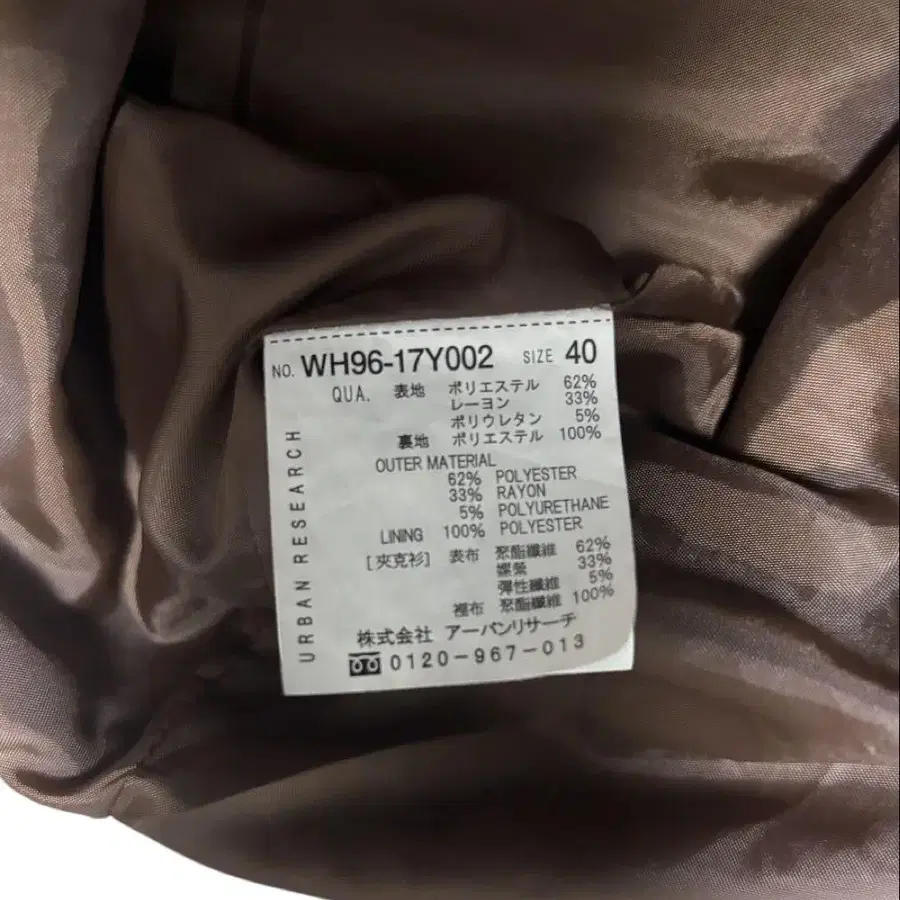 NO. WH96-17Y002 SIZE 40
QUA. 表地 ポリエステル 62%
レーヨン 33%
ポリウレタン 5%
裏地 ポリエステル 100%
OUTER MATERIAL
62% POLYESTER
33% RAYON
5% POLYURETHANE
LINING 100% POLYESTER
[夾克衫] 表布 聚酯纖維 62%
嫘縈 33%
彈性纖維 5%
裡布 聚酯纖維 100%
株式会社 アーバンリサーチ
0120-967-013
URBAN RESEARCH